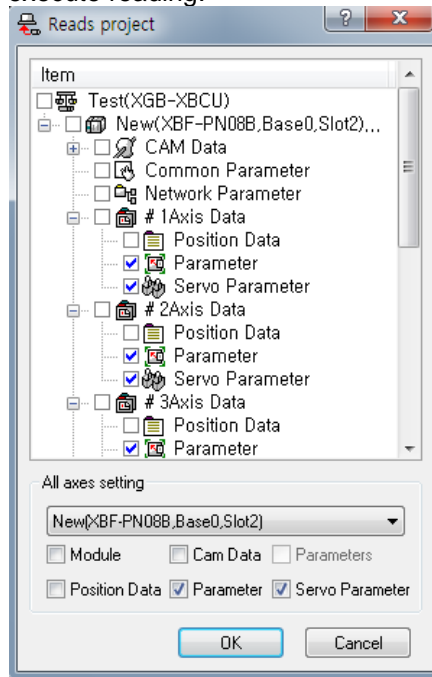 execute reading.
Reads project
Item
Test(XGB-XBCU)
New(XBF-PN08B,Base0,Slot2),,,
CAM Data
Common Parameter
Network Parameter
# 1Axis Data
Position Data
Parameter
Servo Parameter
# 2Axis Data
Position Data
Parameter
Servo Parameter
# 3Axis Data
Position Data
Parameter
All axes setting
New(XBF-PN08B,Base0,Slot2)
Module Cam Data Parameters
Position Data Parameter Servo Parameter
OK Cancel